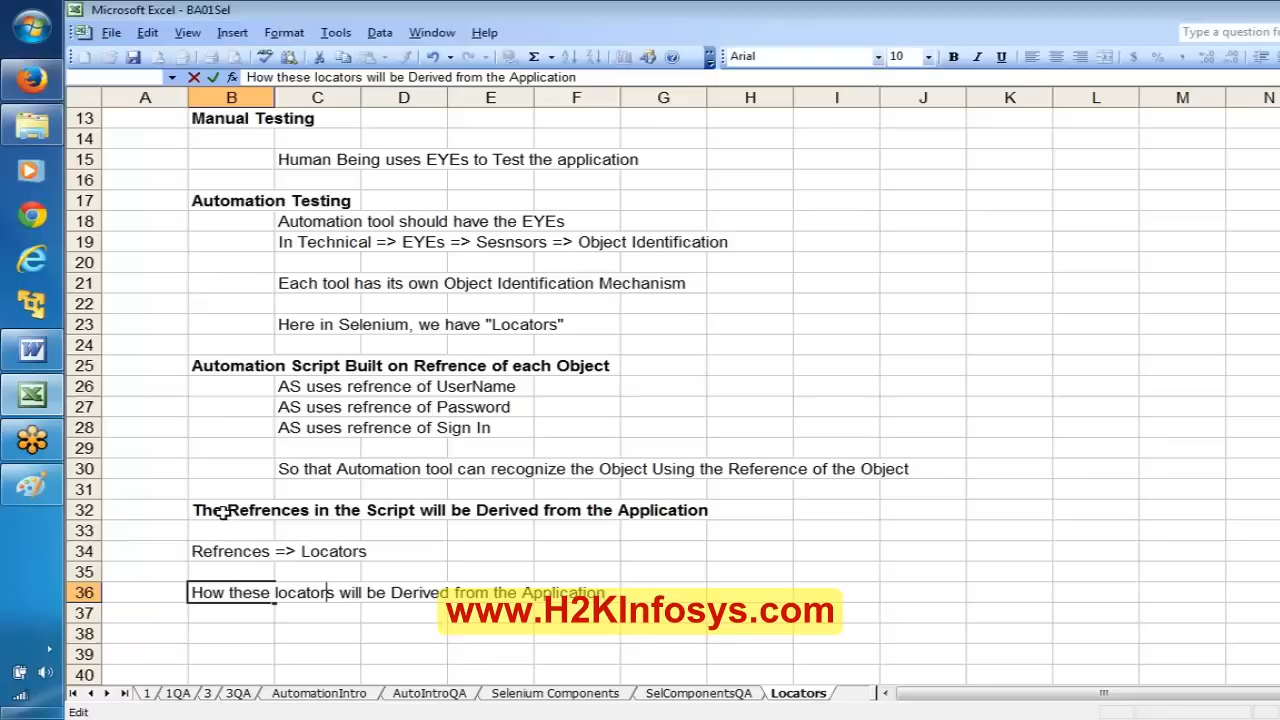 Microsoft Excel - BA01Sel
File Edit View Insert Format Tools Data Window Help
Type a question fo
Arial 10 B I U $ %
How these locators will be Derived from the Application
A B C D E F G H I J K L M N
13 Manual Testing
14
15 Human Being uses EYEs to Test the application
16
17 Automation Testing
18 Automation tool should have the EYEs
19 In Technical => EYEs => Sesnsors => Object Identification
20
21 Each tool has its own Object Identification Mechanism
22
23 Here in Selenium, we have "Locators"
24
25 Automation Script Built on Refrence of each Object
26 AS uses refrence of UserName
27 AS uses refrence of Password
28 AS uses refrence of Sign In
29
30 So that Automation tool can recognize the Object Using the Reference of the Object
31
32 The Refrences in the Script will be Derived from the Application
33
34 Refrences => Locators
35
36 How these locators will be Derived from the Application
www.H2KInfosys.com
37
38
39
40
1 1QA 3 3QA AutomationIntro AutoIntroQA Selenium Components SelComponentsQA Locators
Edit